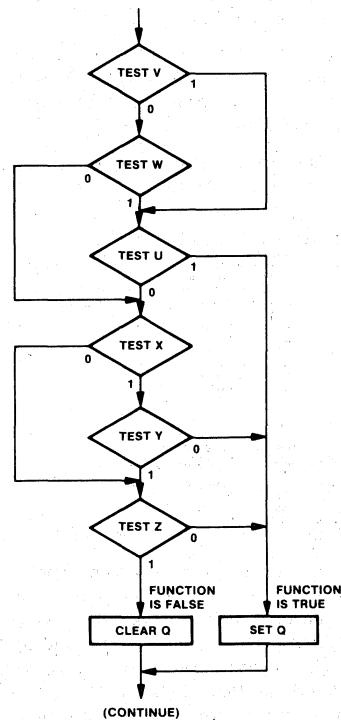 TEST V
1
0
TEST W
0
1
TEST U
1
0
TEST X
0
1
TEST Y
0
1
TEST Z
0
1
FUNCTION
IS FALSE
FUNCTION
IS TRUE
CLEAR Q
SET Q
(CONTINUE)